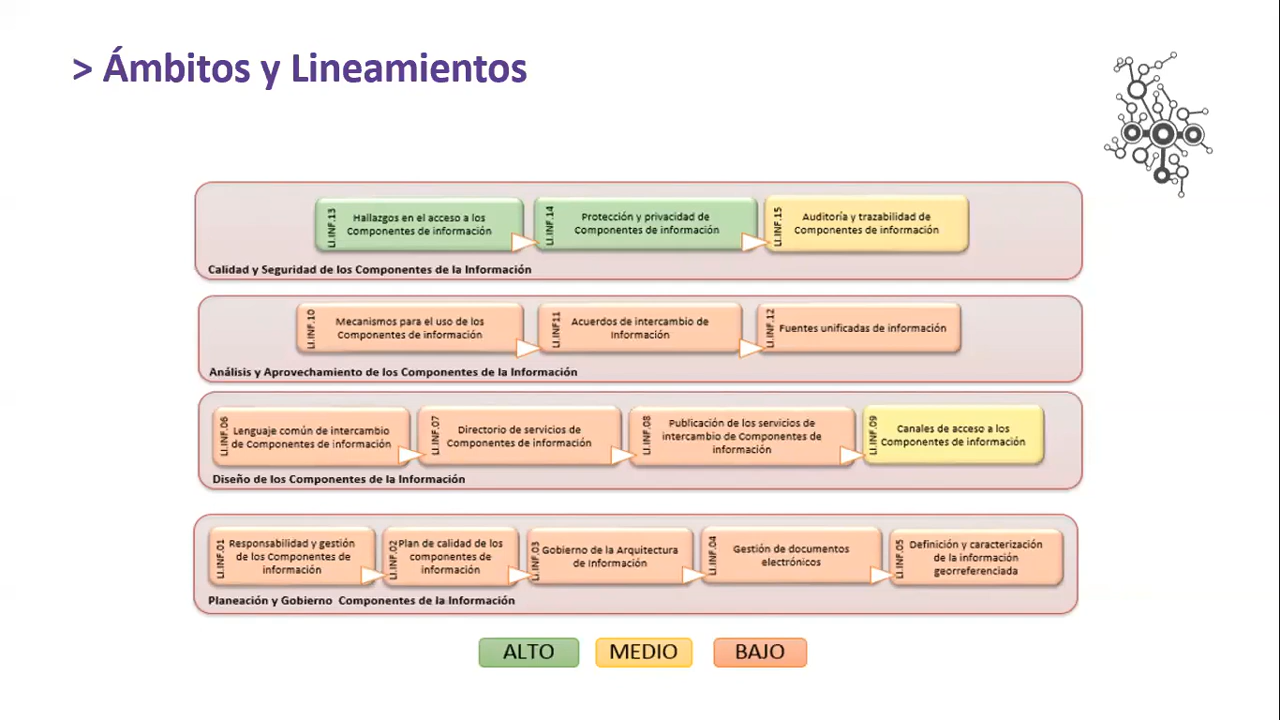 > Ámbitos y Lineamientos
LI.INF.13
Hallazgos en el acceso a los
Componentes de información
LI.INF.14
Protección y privacidad de
Componentes de información
LI.INF.15
Auditoría y trazabilidad de
Componentes de información
Calidad y Seguridad de los Componentes de la Información
LI.INF.10
Mecanismos para el uso de los
Componentes de información
LI.INF11
Acuerdos de intercambio de
Información
LI.INF.12
Fuentes unificadas de información
Análisis y Aprovechamiento de los Componentes de la Información
LI.INF.06
Lenguaje común de intercambio
de Componentes de información
LI.INF.07
Directorio de servicios de
Componentes de información
LI.INF.08
Publicación de los servicios de
intercambio de Componentes de
información
LI.INF.09
Canales de acceso a los
Componentes de información
Diseño de los Componentes de la Información
LI.INF.01
Responsabilidad y gestión
de los Componentes de
información
LI.INF.02
Plan de calidad de los
componentes de
información
LI.INF.03
Gobierno de la Arquitectura
de Información
LI.INF.04
Gestión de documentos
electrónicos
LI.INF.05
Definición y caracterización
de la información
georreferenciada
Planeación y Gobierno Componentes de la Información
ALTO
MEDIO
BAJO